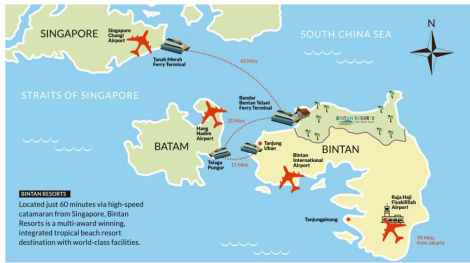 SINGAPORE
Singapore
Changi
Airport
Tanah Merah
Ferry Terminal
60 Mins
SOUTH CHINA SEA
N
STRAITS OF SINGAPORE
Bandar
Bentan Telani
Ferry Terminal
BINTAN RESORTS
35 Mins
Hang
Nadim
Airport
BATAM
Tanjung
Uban
BINTAN
Telaga
Pungur
15 Mins
Bintan
International
Airport
BINTAN RESORTS
Located just 60 minutes via high-speed
catamaran from Singapore, Bintan
Resorts is a multi-award winning,
integrated tropical beach resort
destination with world-class facilities.
Raja Haji
Fisabilillah
Airport
Tanjungpinang
90 Mins
from Jakarta